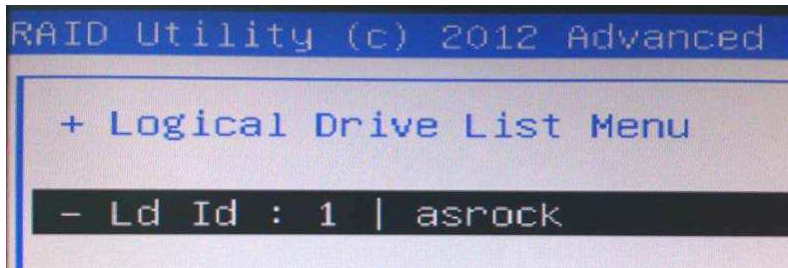 RAID Utility (c) 2012 Advanced
+ Logical Drive List Menu
- Ld Id : 1 | asrock